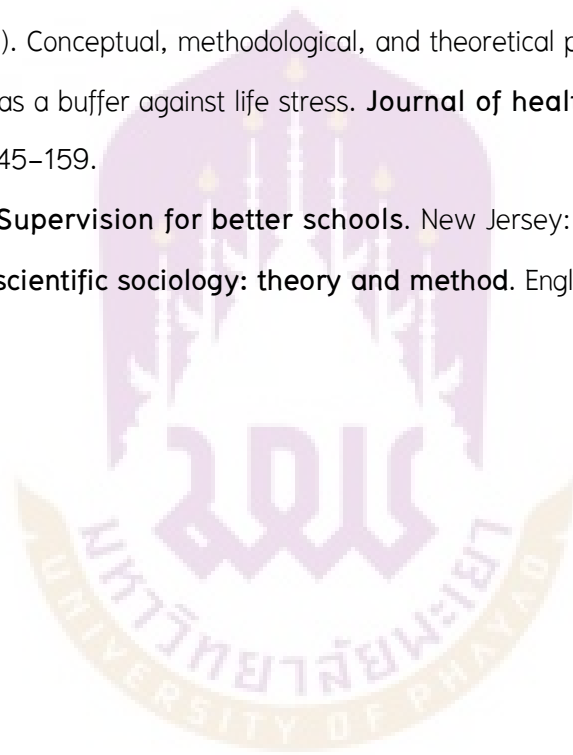 ). Conceptual, methodological, and theoretical p
as a buffer against life stress. Journal of heal
45–159.
Supervision for better schools. New Jersey:
scientific sociology: theory and method. Engl
มหาวิทยาลัยพะเยา
UNIVERSITY OF PHAYAO